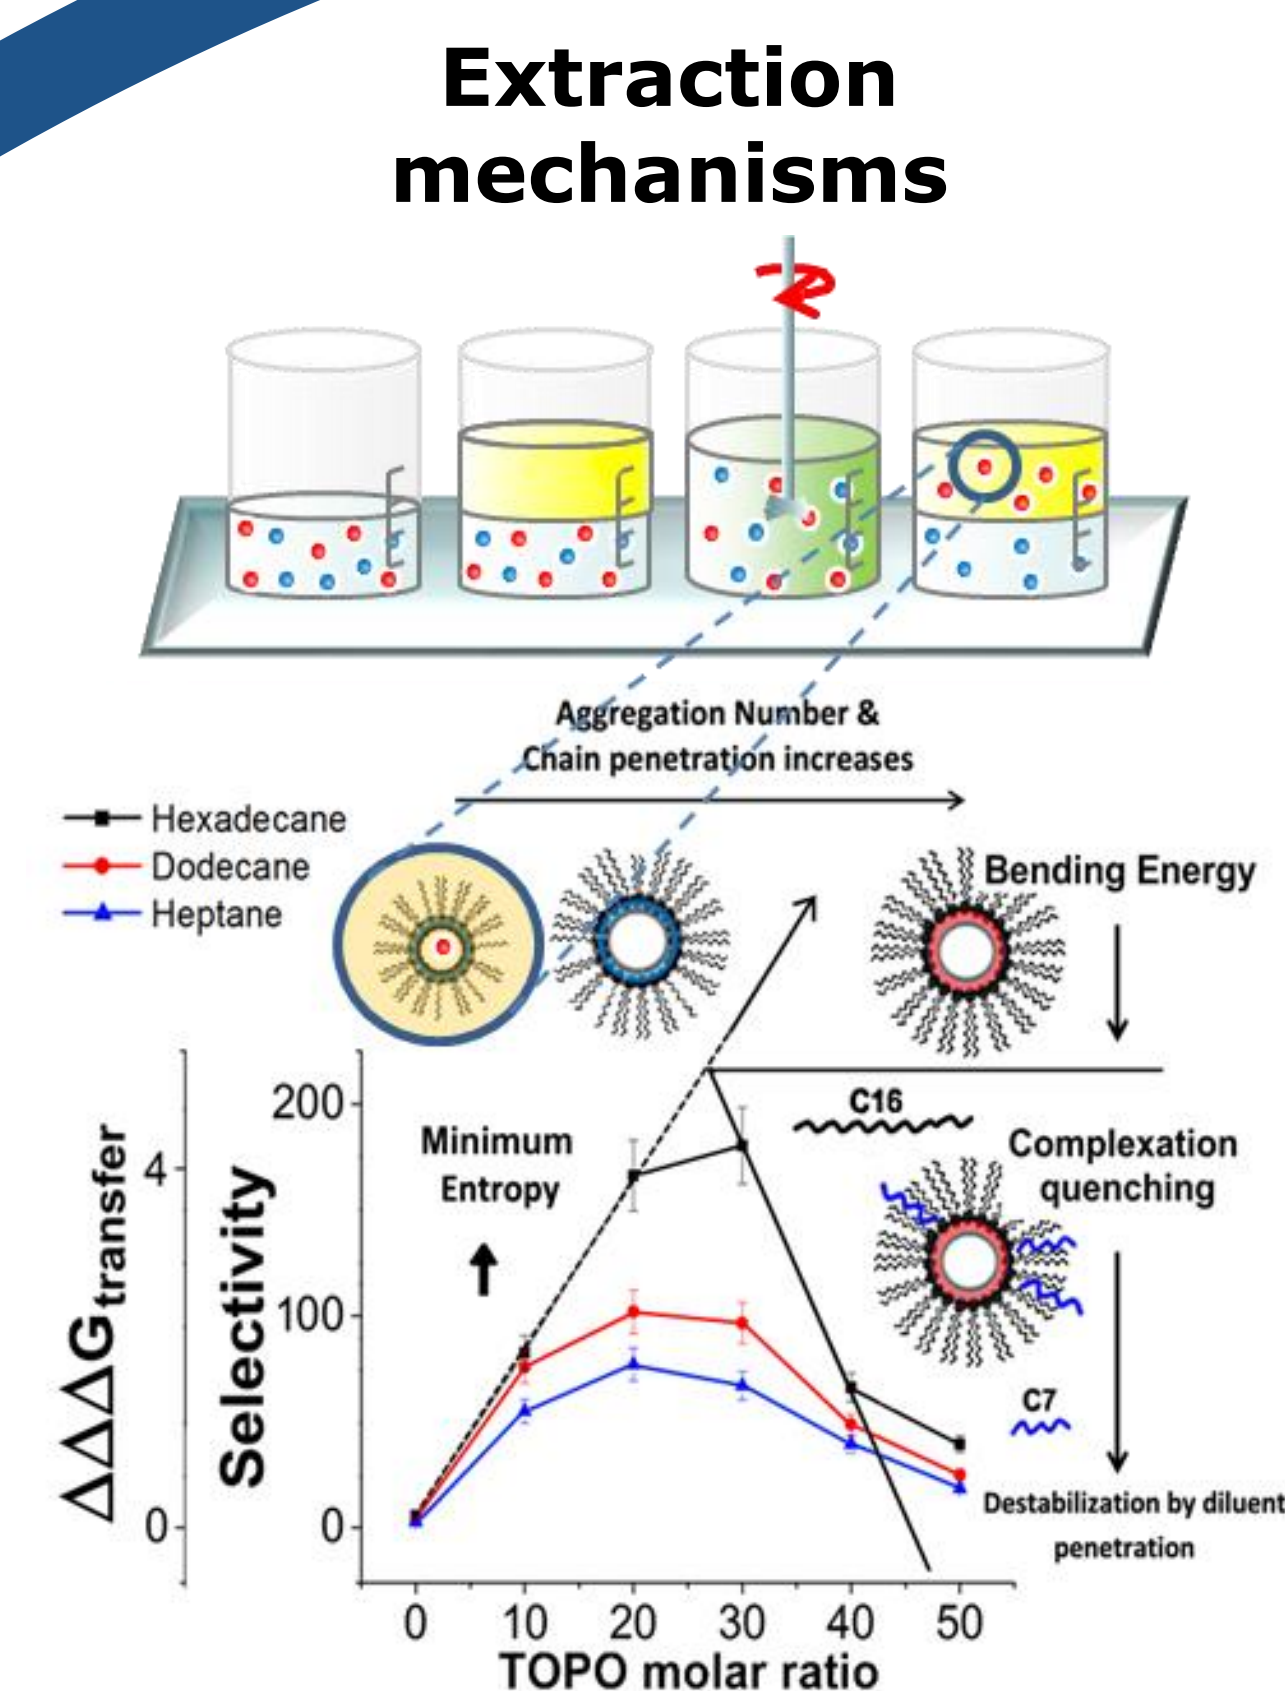 Extraction
mechanisms
Aggregation Number &
Chain penetration increases
Hexadecane
Dodecane
Heptane
Bending Energy
C16
Complexation
quenching
Minimum
Entropy
C7
Destabilization by diluent
penetration
ΔΔΔGtransfer
4
0
Selectivity
200
100
0
0 10 20 30 40 50
TOPO molar ratio